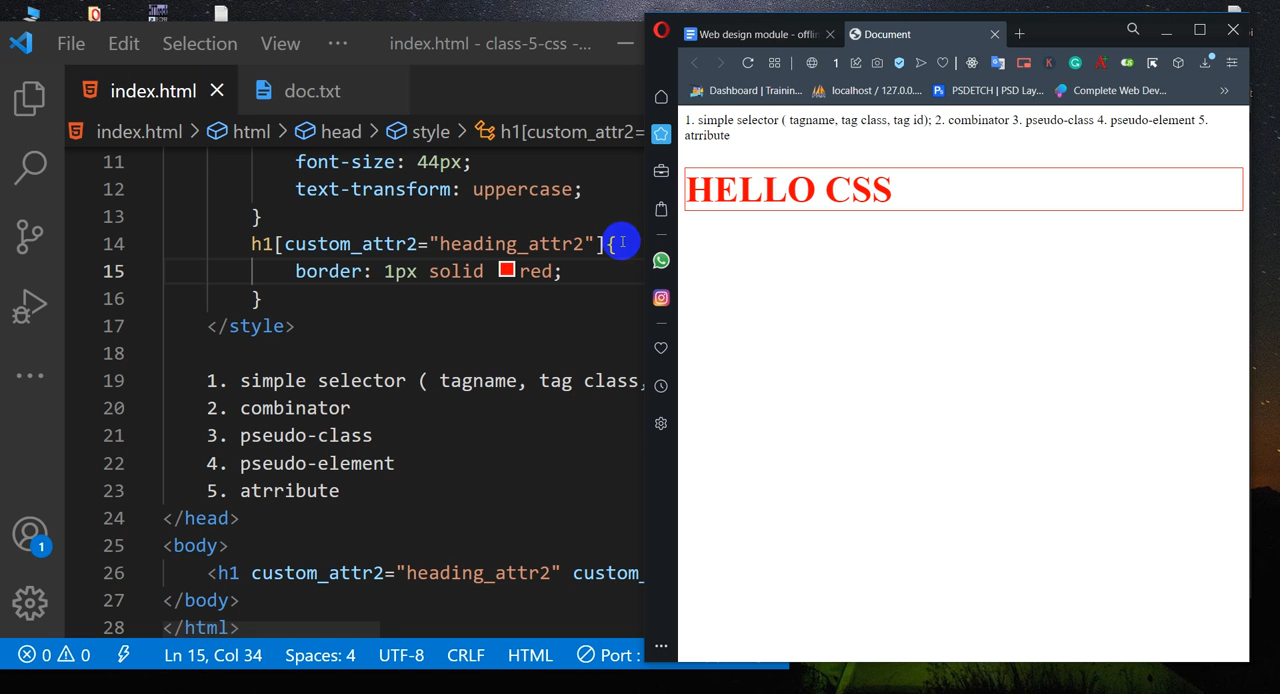 File Edit Selection View ··· index.html - class-5-css -...
index.html doc.txt
index.html > html > head > style > h1[custom_attr2=
11 font-size: 44px;
12 text-transform: uppercase;
13 }
14 h1[custom_attr2="heading_attr2"]{
15 border: 1px solid red;
16 }
17 </style>
18
19 1. simple selector ( tagname, tag class,
20 2. combinator
21 3. pseudo-class
22 4. pseudo-element
23 5. atrribute
24 </head>
25 <body>
26 <h1 custom_attr2="heading_attr2" custom_
27 </body>
28 </html>
1
0 0 Ln 15, Col 34 Spaces: 4 UTF-8 CRLF HTML Port :
Web design module - offlin Document
1
Dashboard | Trainin... localhost / 127.0.... PSDETCH | PSD Lay... Complete Web Dev...
1. simple selector ( tagname, tag class, tag id); 2. combinator 3. pseudo-class 4. pseudo-element 5.
atrribute
HELLO CSS